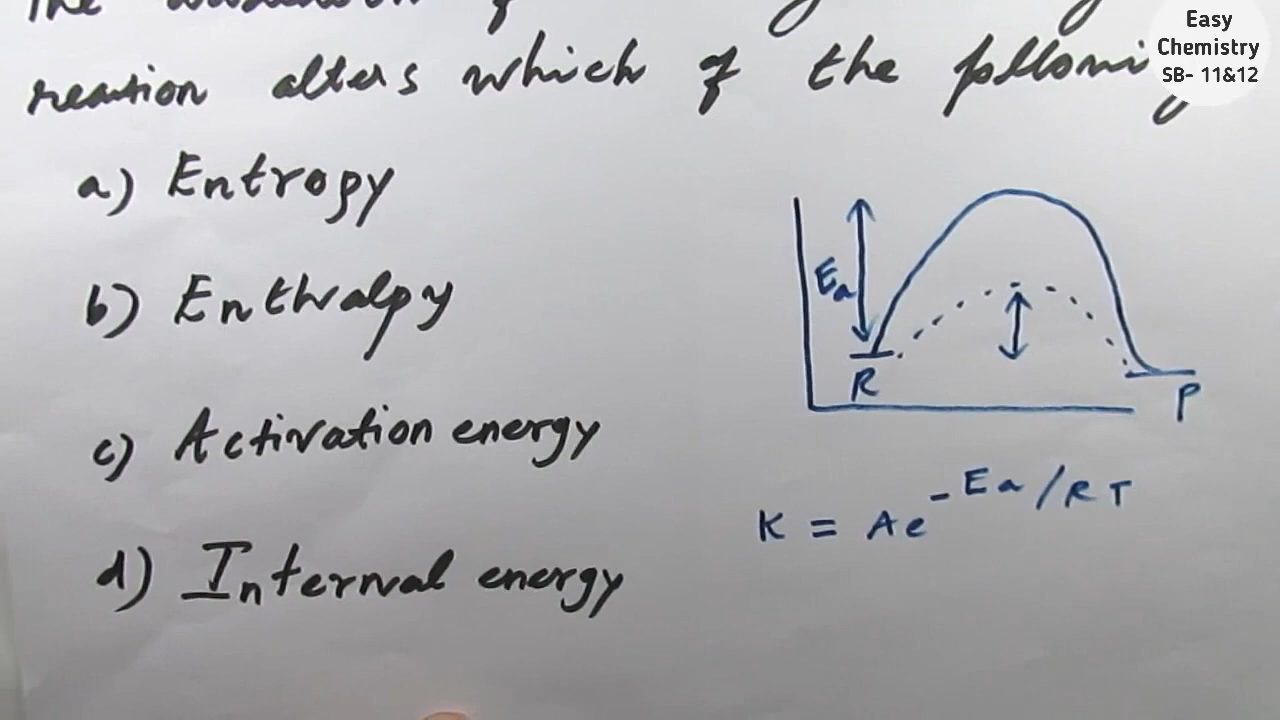 The
reaction alters which of the
a) Entropy
b) Enthalpy
c) Activation energy
d) Internal energy
Ea
R
P
K = Ae-Ea/RT
Easy
Chemistry
SB- 11&12